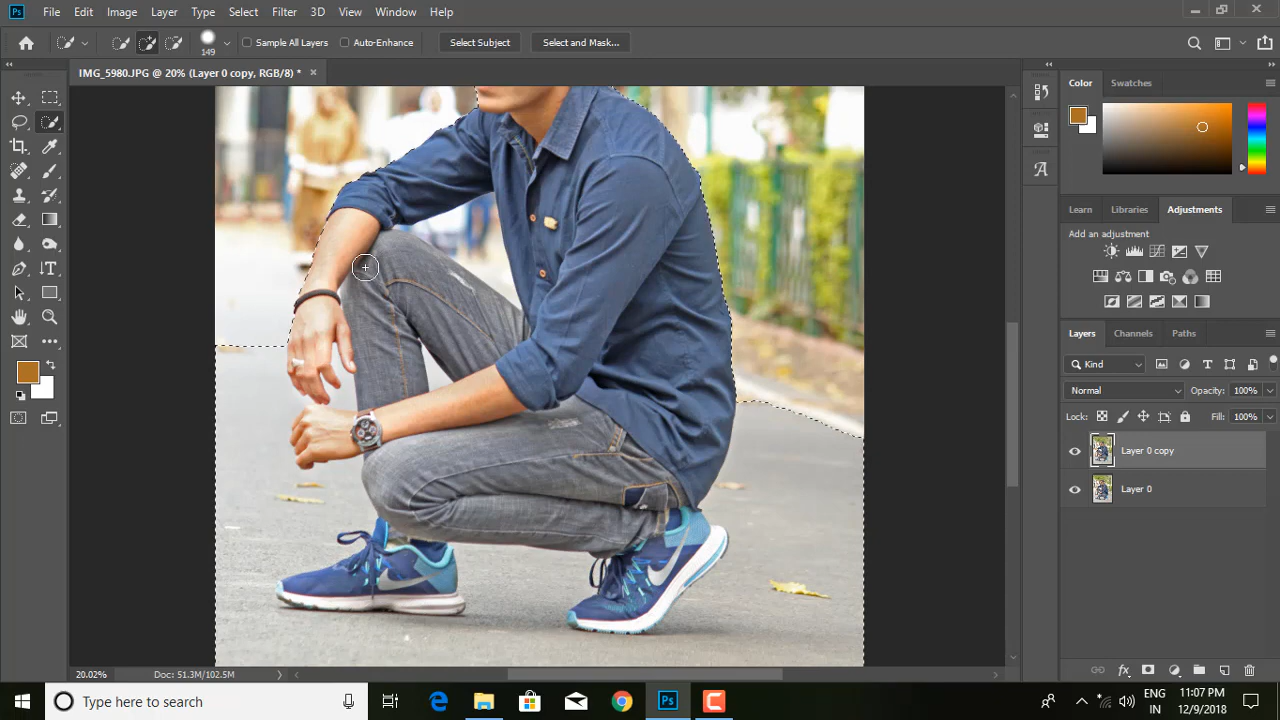 Ps File Edit Image Layer Type Select Filter 3D View Window Help
149 Sample All Layers Auto-Enhance Select Subject Select and Mask...
IMG_5980.JPG @ 20% (Layer 0 copy, RGB/8) *
Color Swatches
Learn Libraries Adjustments
Add an adjustment
Layers Channels Paths
Kind
Normal Opacity: 100%
Lock: Fill: 100%
Layer 0 copy
Layer 0
fx
20.02% Doc: 51.3M/102.5M
Type here to search
Ps
ENG
IN
11:07 PM
12/9/2018